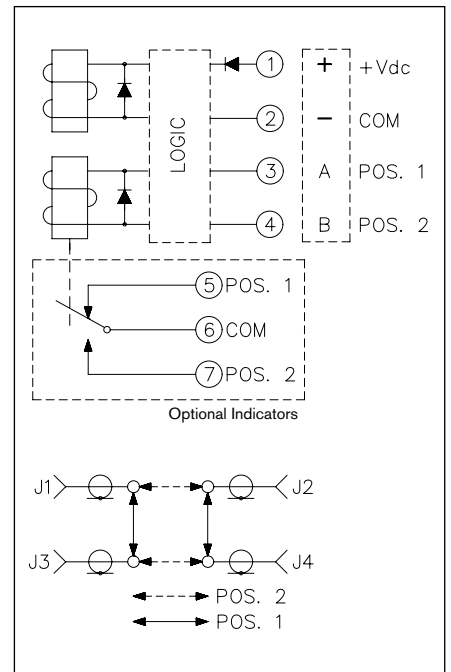 1 + +Vdc
2 − COM
LOGIC
3 A POS. 1
4 B POS. 2
5 POS. 1
6 COM
7 POS. 2
Optional Indicators
J1 J2
J3 J4
POS. 2
POS. 1